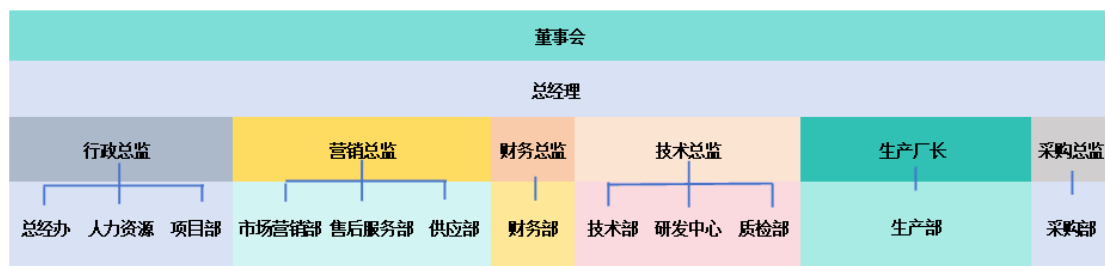 董事会
总经理
行政总监 营销总监 财务总监 技术总监 生产厂长 采购总监
总经办 人力资源 项目部 市场营销部 售后服务部 供应部 财务部 技术部 研发中心 质检部 生产部 采购部